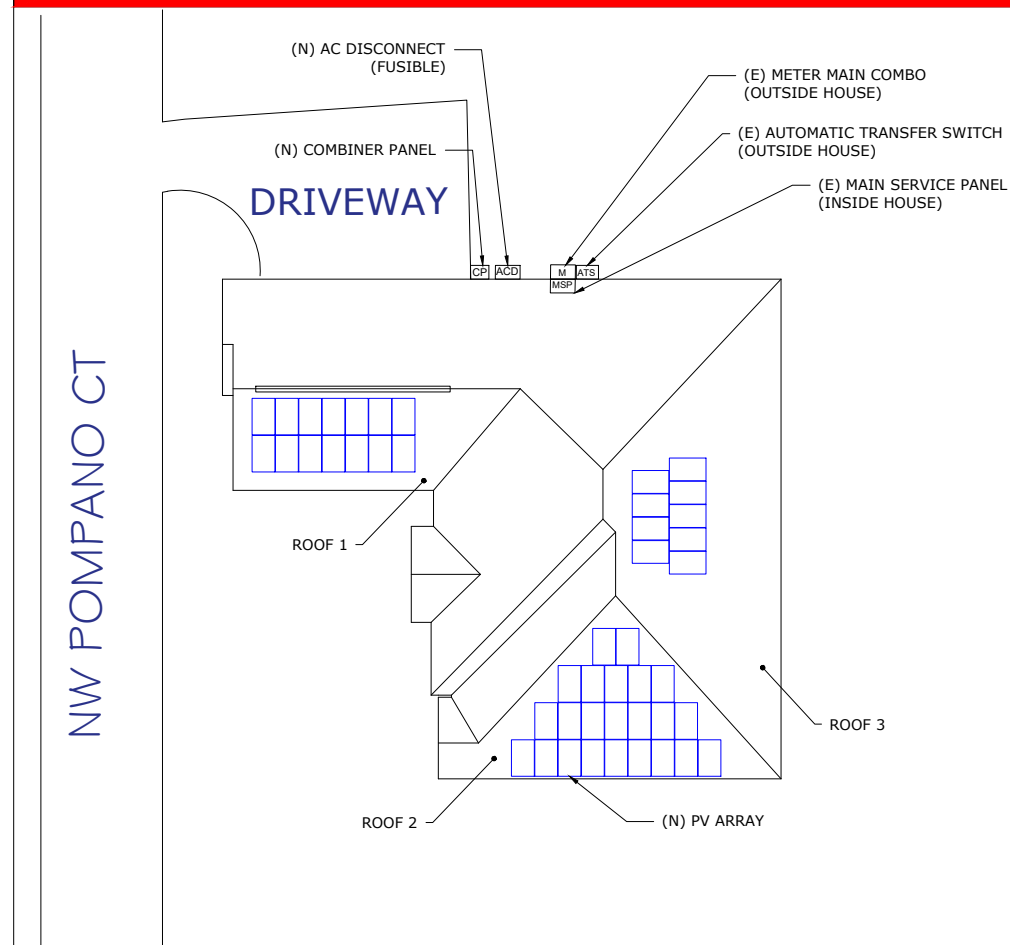 (N) AC DISCONNECT
(FUSIBLE)
(E) METER MAIN COMBO
(OUTSIDE HOUSE)
(E) AUTOMATIC TRANSFER SWITCH
(OUTSIDE HOUSE)
(N) COMBINER PANEL
(E) MAIN SERVICE PANEL
(INSIDE HOUSE)
DRIVEWAY
CP
ACD
M
ATS
MSP
NW POMPANO CT
ROOF 1
ROOF 3
ROOF 2
(N) PV ARRAY